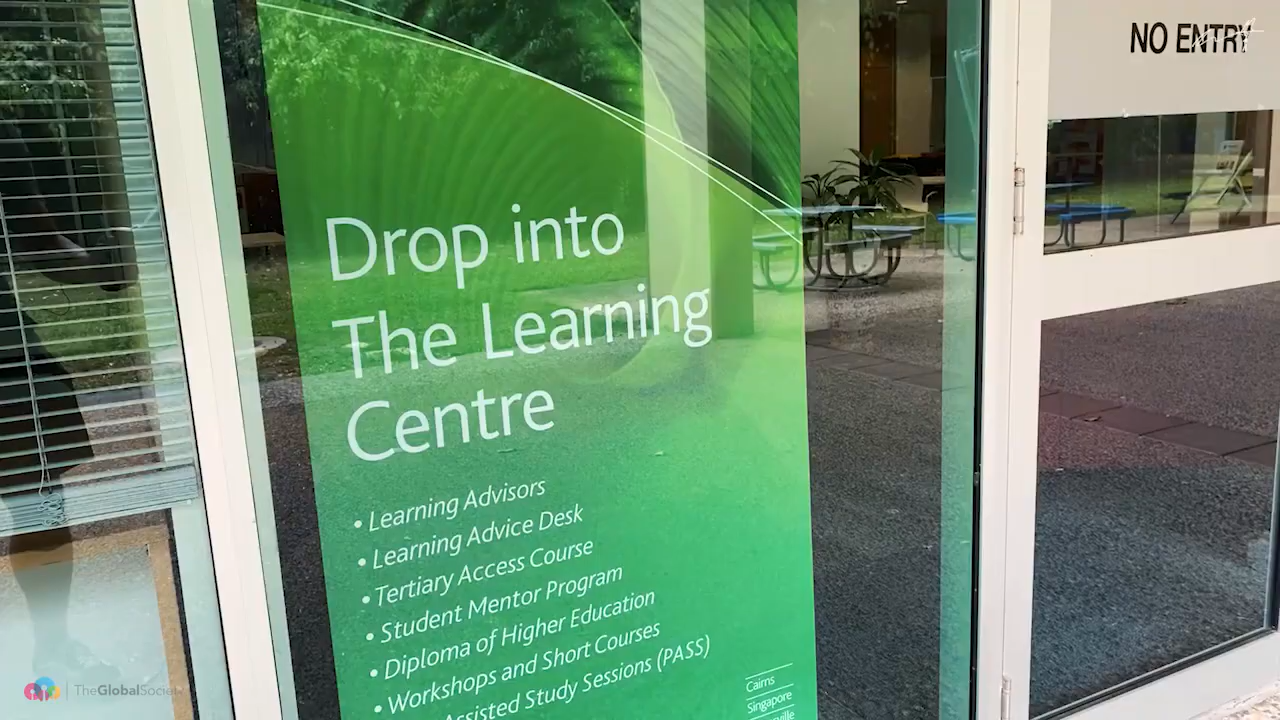 NO ENTRY
Drop into
The Learning
Centre
• Learning Advisors
• Learning Advice Desk
• Tertiary Access Course
• Student Mentor Program
• Diploma of Higher Education
• Workshops and Short Courses
Assisted Study Sessions (PASS)
Cairns
Singapore
TheGlobalSociety